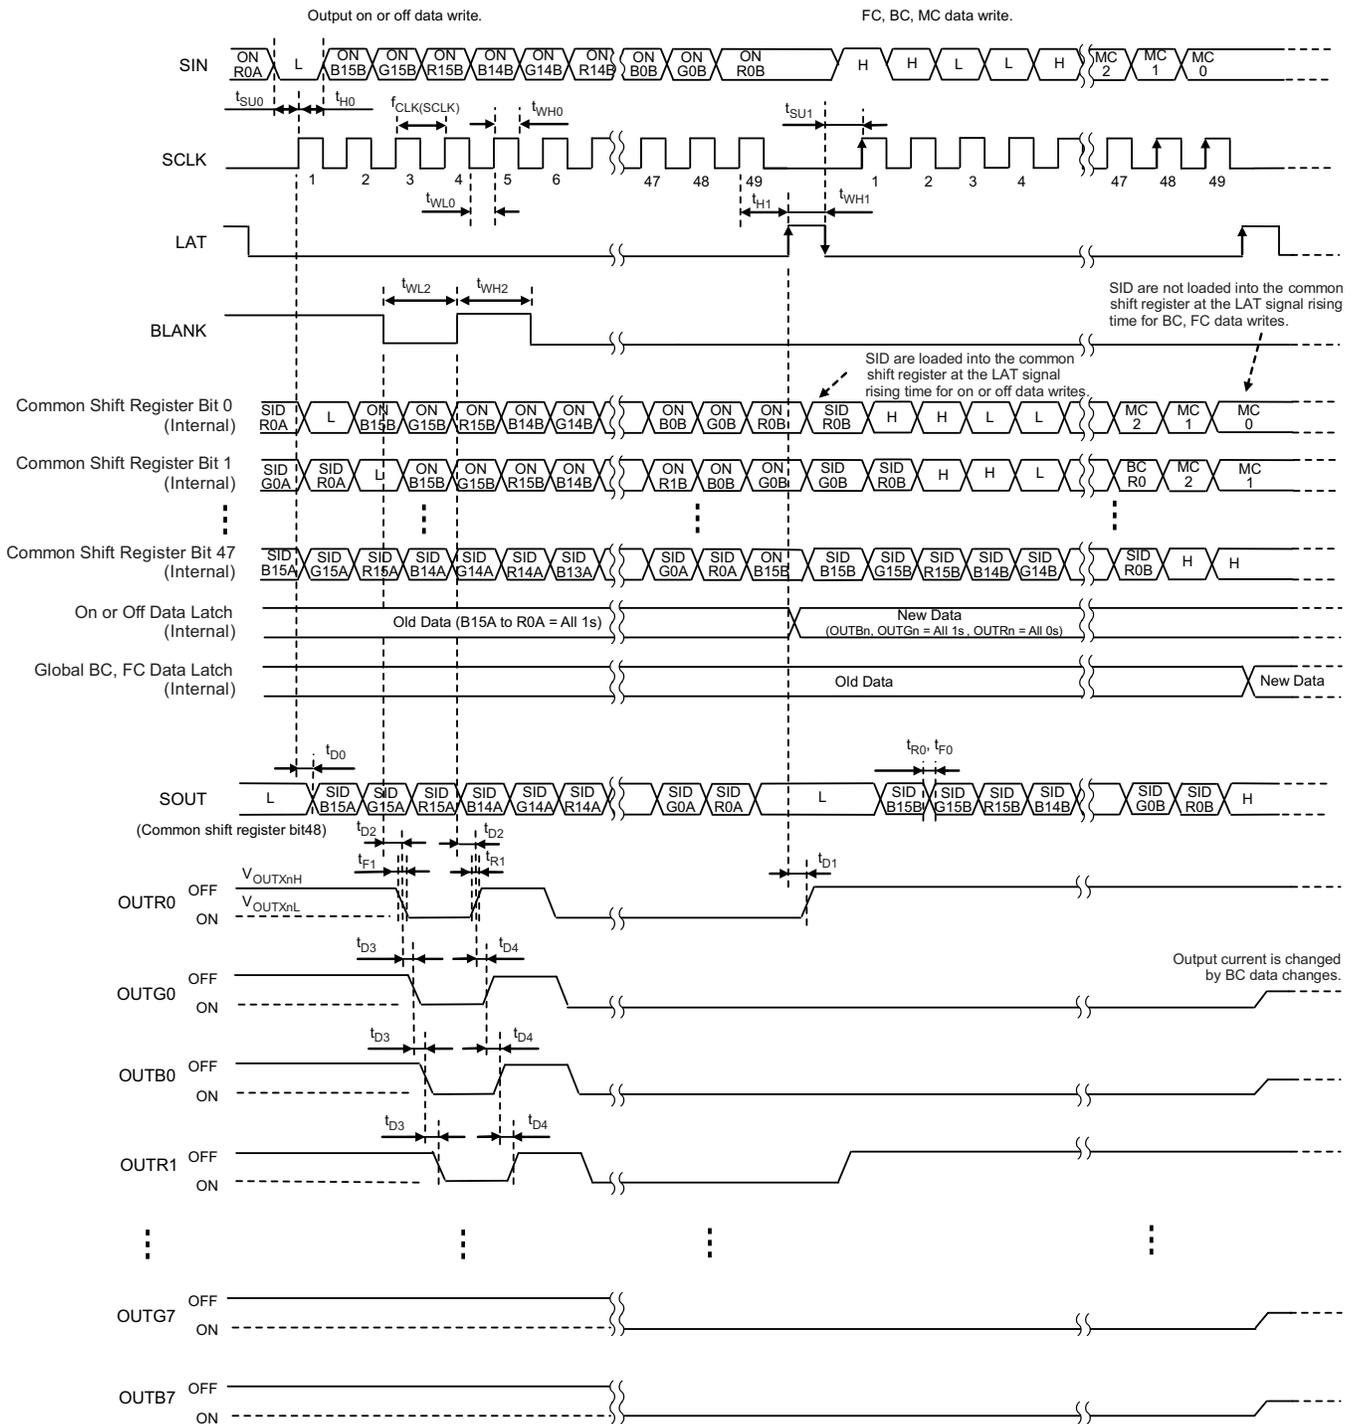 Output on or off data write.
FC, BC, MC data write.
SIN
ON R0A
L
ON B15B
ON G15B
ON R15B
ON B14B
ON G14B
ON R14B
ON B0B
ON G0B
ON R0B
H
H
L
L
H
MC 2
MC 1
MC 0
tSU0
tH0
fCLK(SCLK)
tWH0
tSU1
SCLK
1
2
3
4
5
6
47
48
49
1
2
3
4
47
48
49
tWL0
tH1
tWH1
LAT
tWL2
tWH2
SID are not loaded into the common
shift register at the LAT signal rising
time for BC, FC data writes.
BLANK
SID are loaded into the common
shift register at the LAT signal
rising time for on or off data writes.
Common Shift Register Bit 0
(Internal)
SID R0A
L
ON B15B
ON G15B
ON R15B
ON B14B
ON G14B
ON B0B
ON G0B
ON R0B
SID R0B
H
H
L
L
MC 2
MC 1
MC 0
Common Shift Register Bit 1
(Internal)
SID G0A
SID R0A
L
ON B15B
ON G15B
ON R15B
ON B14B
ON R1B
ON B0B
ON G0B
SID G0B
SID R0B
H
H
L
BC R0
MC 2
MC 1
Common Shift Register Bit 47
(Internal)
SID B15A
SID G15A
SID R15A
SID B14A
SID G14A
SID R14A
SID B13A
SID G0A
SID R0A
ON B15B
SID B15B
SID G15B
SID R15B
SID B14B
SID G14B
SID R0B
H
H
On or Off Data Latch
(Internal)
Old Data (B15A to R0A = All 1s)
New Data
(OUTBn, OUTGn = All 1s , OUTRn = All 0s)
Global BC, FC Data Latch
(Internal)
Old Data
New Data
tD0
tR0, tF0
SOUT
(Common shift register bit48)
L
SID B15A
SID G15A
SID R15A
SID B14A
SID G14A
SID R14A
SID G0A
SID R0A
L
SID B15B
SID G15B
SID R15B
SID B14B
SID G0B
SID R0B
H
tD2
tD2
tF1
tR1
tD1
OUTR0
OFF
VOUTXnH
ON
VOUTXnL
tD3
tD4
Output current is changed
by BC data changes.
OUTG0
OFF
ON
tD3
tD4
OUTB0
OFF
ON
tD3
tD4
OUTR1
OFF
ON
OUTG7
OFF
ON
OUTB7
OFF
ON